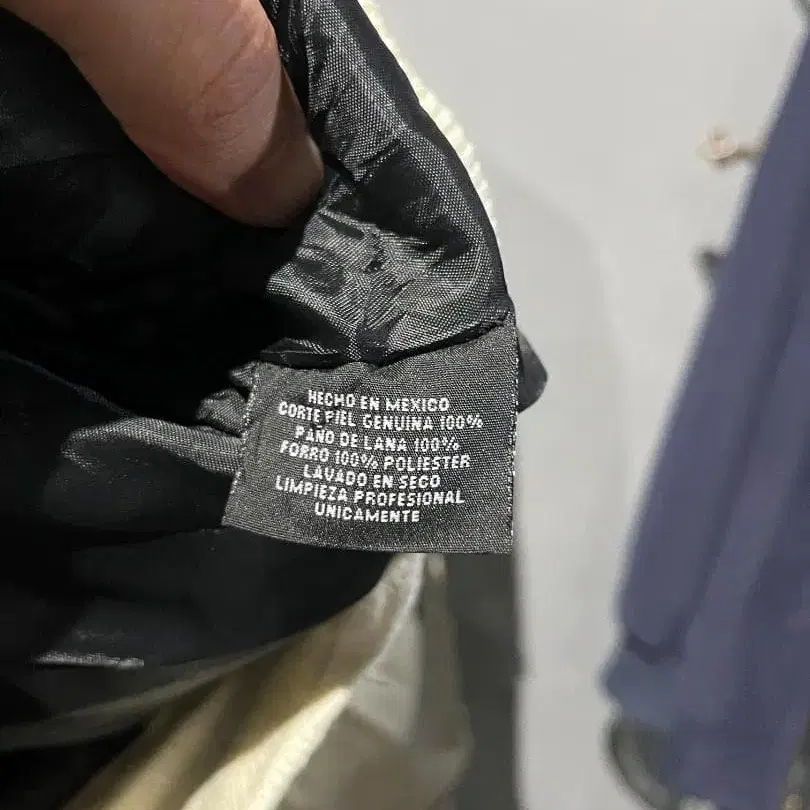 HECHO EN MEXICO
CORTE PIEL GENUINA 100%
PAÑO DE LANA 100%
FORRO 100% POLIESTER
LAVADO EN SECO
LIMPIEZA PROFESIONAL
UNICAMENTE